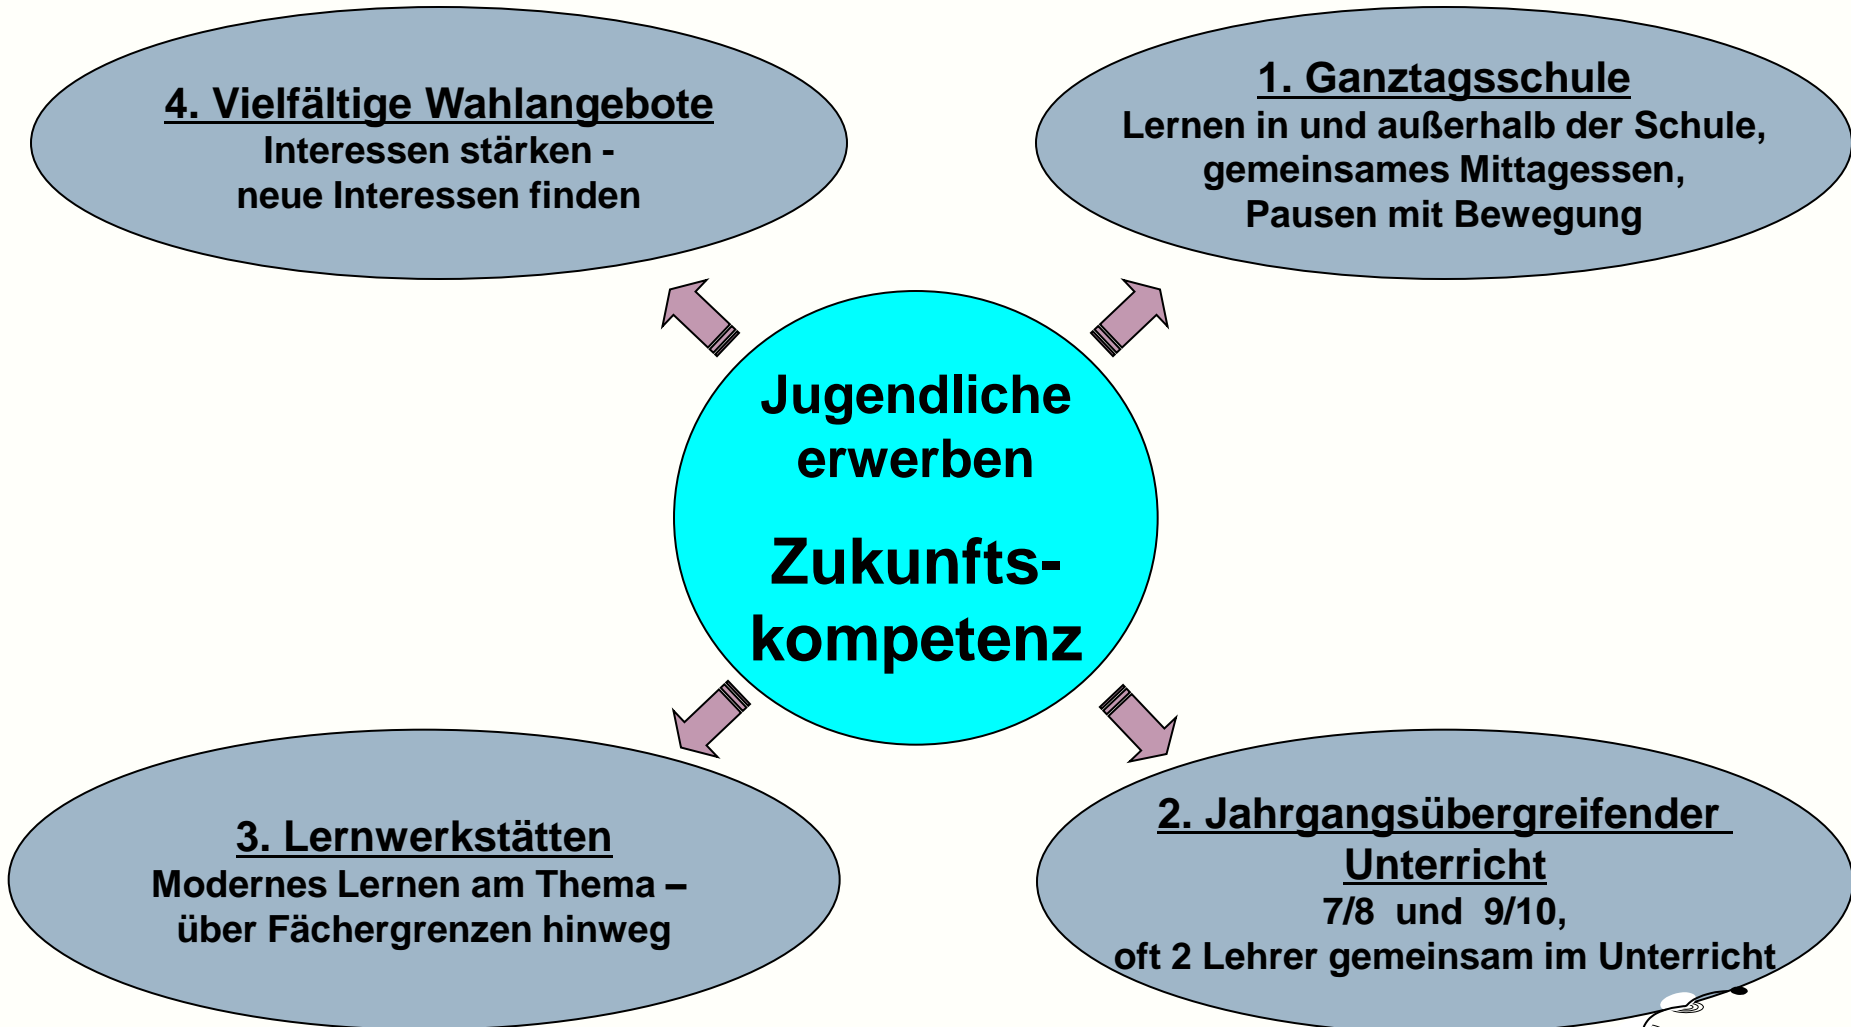 4. Vielfältige Wahlangebote
Interessen stärken -
neue Interessen finden
1. Ganztagsschule
Lernen in und außerhalb der Schule,
gemeinsames Mittagessen,
Pausen mit Bewegung
Jugendliche
erwerben
Zukunfts-
kompetenz
3. Lernwerkstätten
Modernes Lernen am Thema –
über Fächergrenzen hinweg
2. Jahrgangsübergreifender
Unterricht
7/8 und 9/10,
oft 2 Lehrer gemeinsam im Unterricht